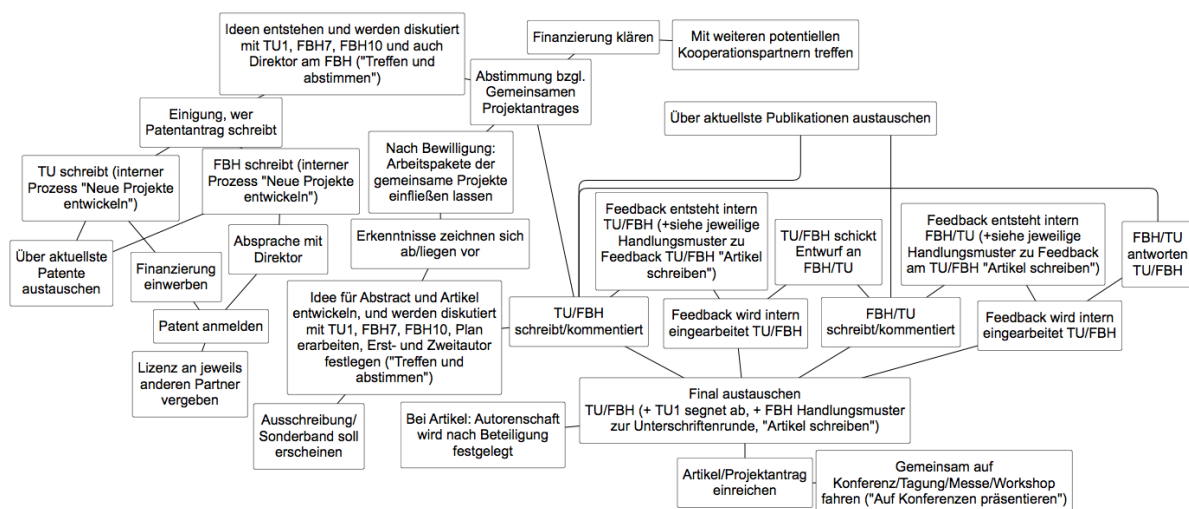 Ideen entstehen und werden diskutiert
mit TU1, FBH7, FBH10 und auch
Direktor am FBH ("Treffen und
abstimmen")
Finanzierung klären
Mit weiteren potentiellen
Kooperationspartnern treffen
Abstimmung bzgl.
Gemeinsamen
Projektantrages
Einigung, wer
Patentantrag schreibt
Über aktuellste Publikationen austauschen
TU schreibt (interner
Prozess "Neue Projekte
entwickeln")
FBH schreibt (interner
Prozess "Neue Projekte
entwickeln")
Nach Bewilligung:
Arbeitspakete der
gemeinsame Projekte
einfließen lassen
Über aktuellste
Patente
austauschen
Finanzierung
einwerben
Absprache mit
Direktor
Erkenntnisse zeichnen sich
ab/liegen vor
Feedback entsteht intern
TU/FBH (+siehe jeweilige
Handlungsmuster zu
Feedback TU/FBH "Artikel
schreiben")
TU/FBH schickt
Entwurf an
FBH/TU
Feedback entsteht intern
FBH/TU (+siehe jeweilige
Handlungsmuster zu Feedback
am TU/FBH "Artikel schreiben")
FBH/TU
antworten
TU/FBH
Patent anmelden
Idee für Abstract und Artikel
entwickeln, und werden diskutiert
mit TU1, FBH7, FBH10, Plan
erarbeiten, Erst- und Zweitautor
festlegen ("Treffen und
abstimmen")
TU/FBH
schreibt/kommentiert
Feedback wird intern
eingearbeitet TU/FBH
FBH/TU
schreibt/kommentiert
Feedback wird intern
eingearbeitet TU/FBH
Lizenz an jeweils
anderen Partner
vergeben
Ausschreibung/
Sonderband soll
erscheinen
Bei Artikel: Autorenschaft
wird nach Beteiligung
festgelegt
Final austauschen
TU/FBH (+ TU1 segnet ab, + FBH Handlungsmuster
zur Unterschriftenrunde, "Artikel schreiben")
Artikel/Projektantrag
einreichen
Gemeinsam auf
Konferenz/Tagung/Messe/Workshop
fahren ("Auf Konferenzen präsentieren")